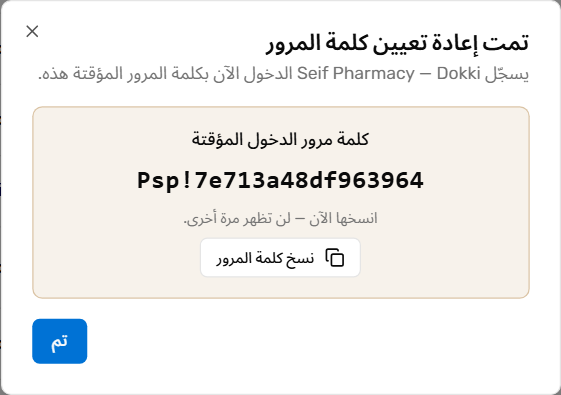 تمت إعادة تعيين كلمة المرور
يسجّل Seif Pharmacy — Dokki الدخول الآن بكلمة المرور المؤقتة هذه.
كلمة مرور الدخول المؤقتة
Psp!7e713a48df963964
انسخها الآن — لن تظهر مرة أخرى.
نسخ كلمة المرور
تم